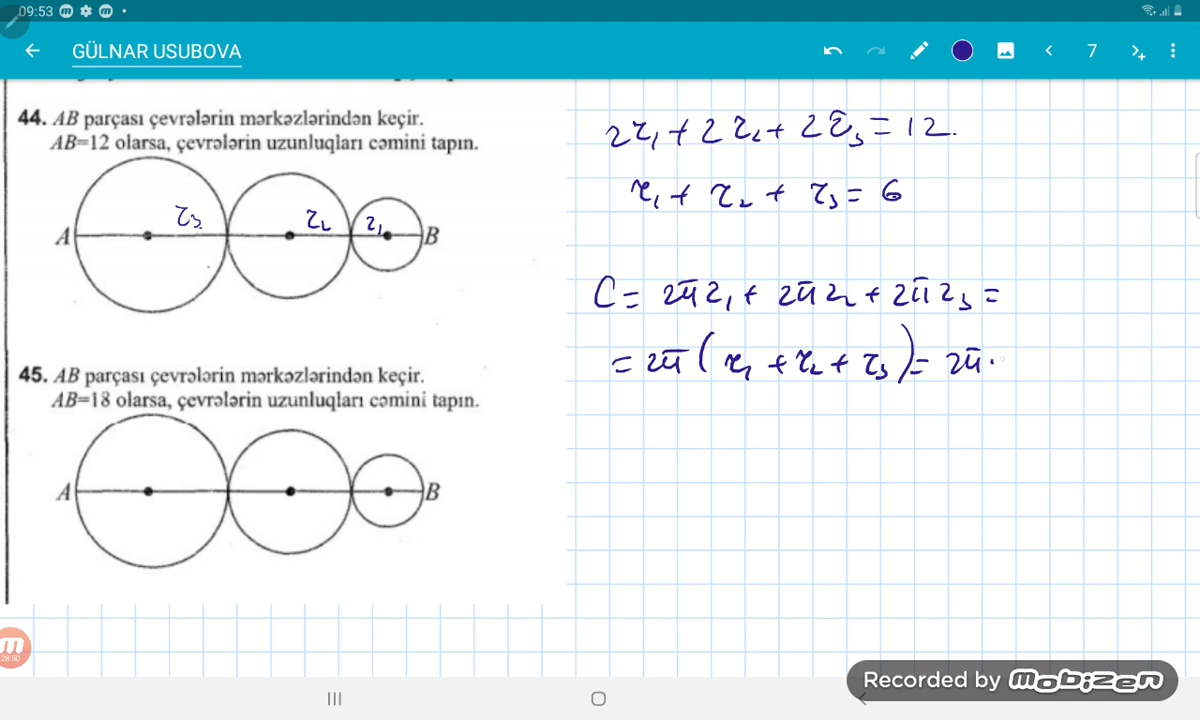 09:53
GÜLNAR USUBOVA
7
44. AB parçası çevrələrin mərkəzlərindən keçir.
AB=12 olarsa, çevrələrin uzunluqları cəmini tapın.
A r₃ r₂ r₁ B
45. AB parçası çevrələrin mərkəzlərindən keçir.
AB=18 olarsa, çevrələrin uzunluqları cəmini tapın.
A B
2r₁ + 2r₂ + 2r₃ = 12.
r₁ + r₂ + r₃ = 6
C = 2πr₁ + 2πr₂ + 2πr₃ =
= 2π(r₁ + r₂ + r₃) = 2π·
m
28:50
Recorded by mobizen